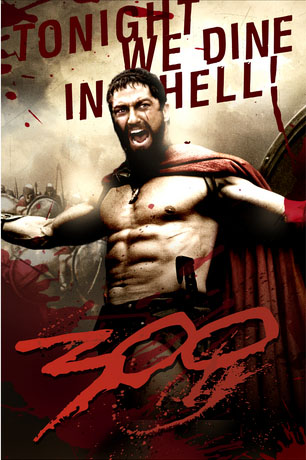 TONIGHT
WE DINE
IN HELL!
300